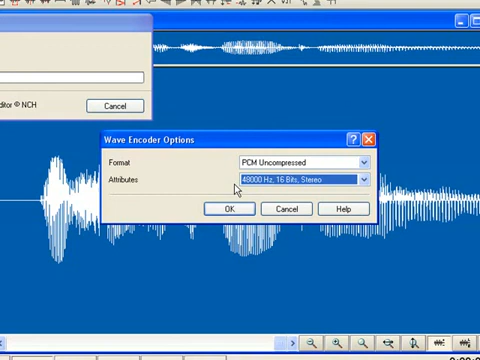 ditor © NCH
Cancel
Wave Encoder Options
Format
PCM Uncompressed
Attributes
48000 Hz, 16 Bits, Stereo
OK
Cancel
Help